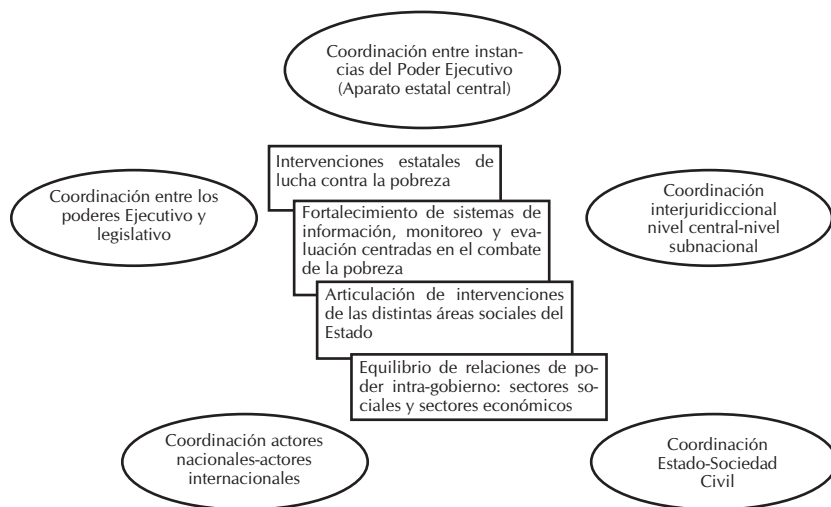 Coordinación entre instan-
cias del Poder Ejecutivo
(Aparato estatal central)
Intervenciones estatales de
lucha contra la pobreza
Coordinación entre los
poderes Ejecutivo y
legislativo
Coordinación
interjuridiccional
nivel central-nivel
subnacional
Fortalecimiento de sistemas de
información, monitoreo y eva-
luación centradas en el combate
de la pobreza
Articulación de intervenciones
de las distintas áreas sociales del
Estado
Equilibrio de relaciones de po-
der intra-gobierno: sectores so-
ciales y sectores económicos
Coordinación actores
nacionales-actores
internacionales
Coordinación
Estado-Sociedad
Civil